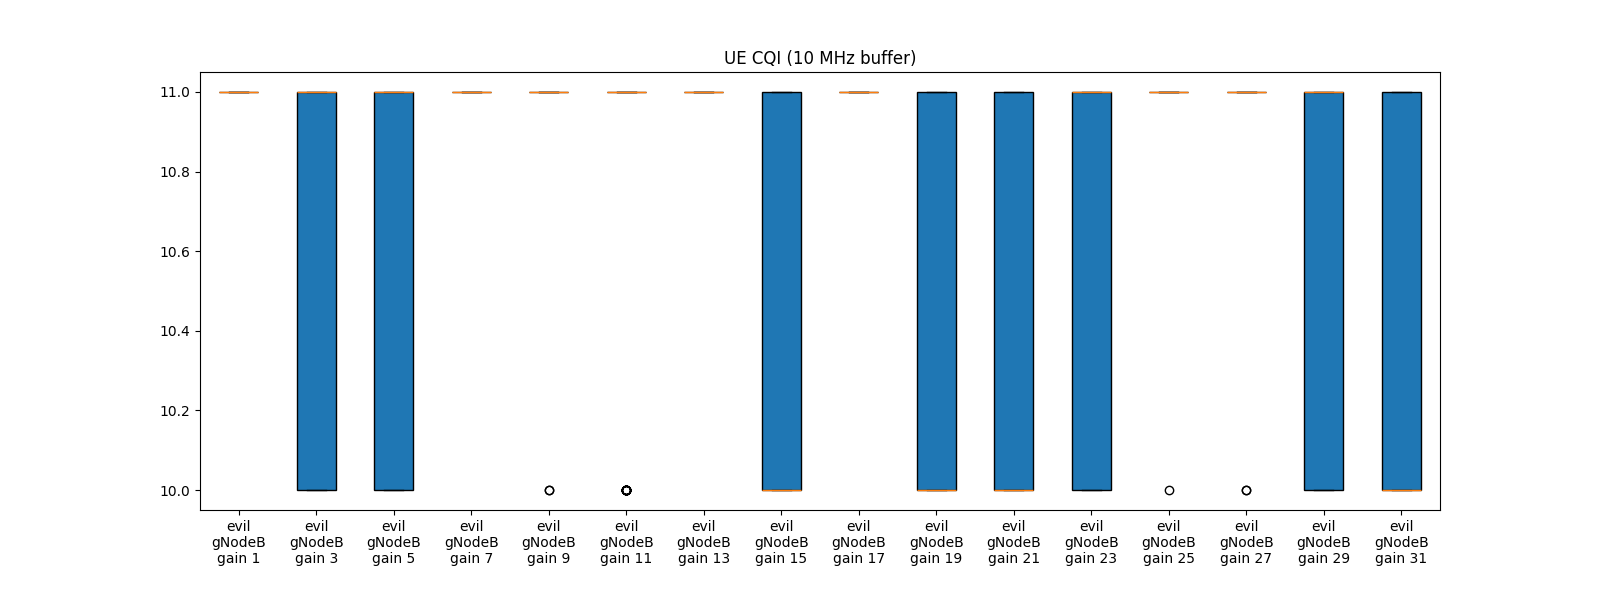 UE CQI (10 MHz buffer)
11.0
10.8
10.6
10.4
10.2
10.0
evil
gNodeB
gain 1
evil
gNodeB
gain 3
evil
gNodeB
gain 5
evil
gNodeB
gain 7
evil
gNodeB
gain 9
evil
gNodeB
gain 11
evil
gNodeB
gain 13
evil
gNodeB
gain 15
evil
gNodeB
gain 17
evil
gNodeB
gain 19
evil
gNodeB
gain 21
evil
gNodeB
gain 23
evil
gNodeB
gain 25
evil
gNodeB
gain 27
evil
gNodeB
gain 29
evil
gNodeB
gain 31